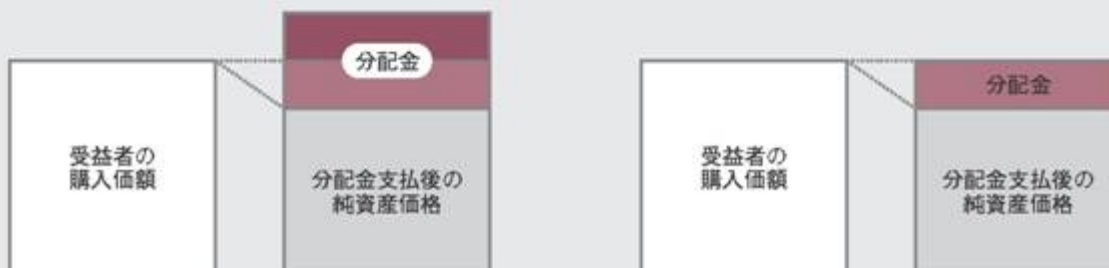 分配金
受益者の
購入価額
分配金支払後の
純資産価格
分配金
受益者の
購入価額
分配金支払後の
純資産価格